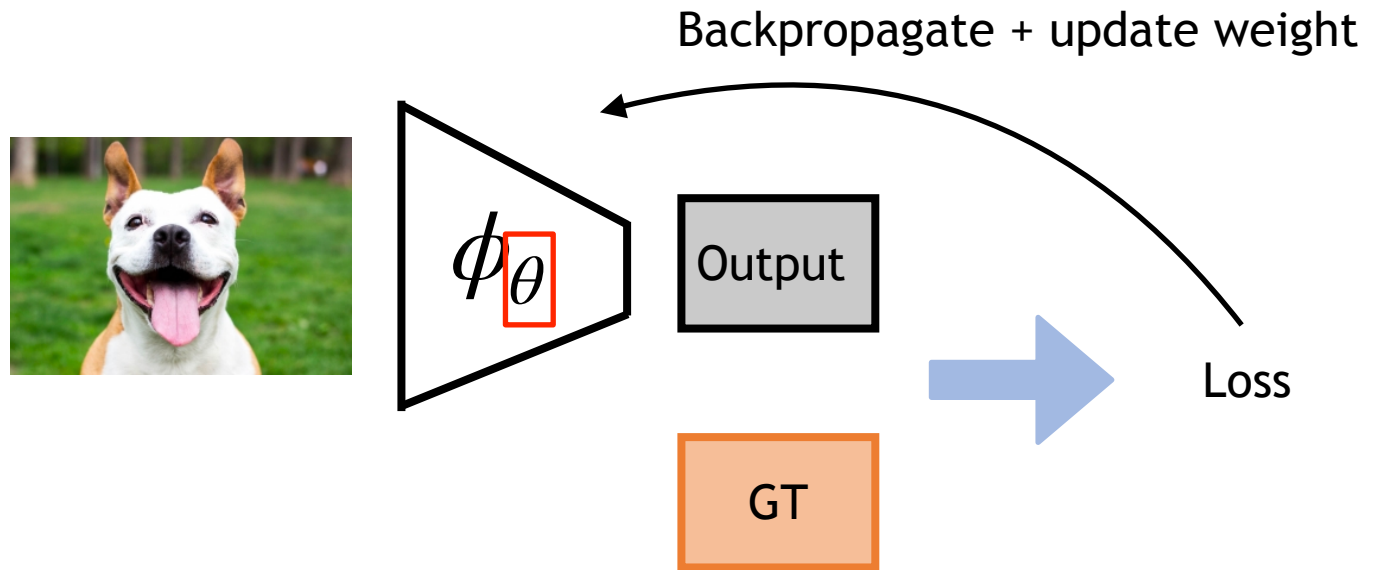 Backpropagate + update weight
ϕθ
Output
Loss
GT